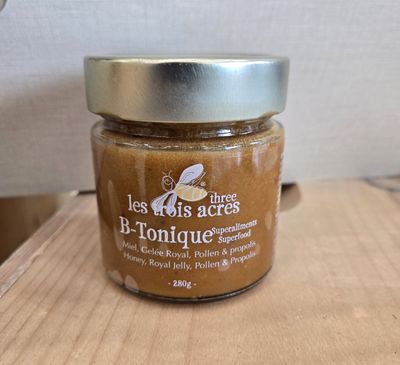 three
les trois acres
B-Tonique Superaliments
Superfood
Miel, Gelée Royal, Pollen & propolis
Honey, Royal Jelly, Pollen & Propolis
- 280g -